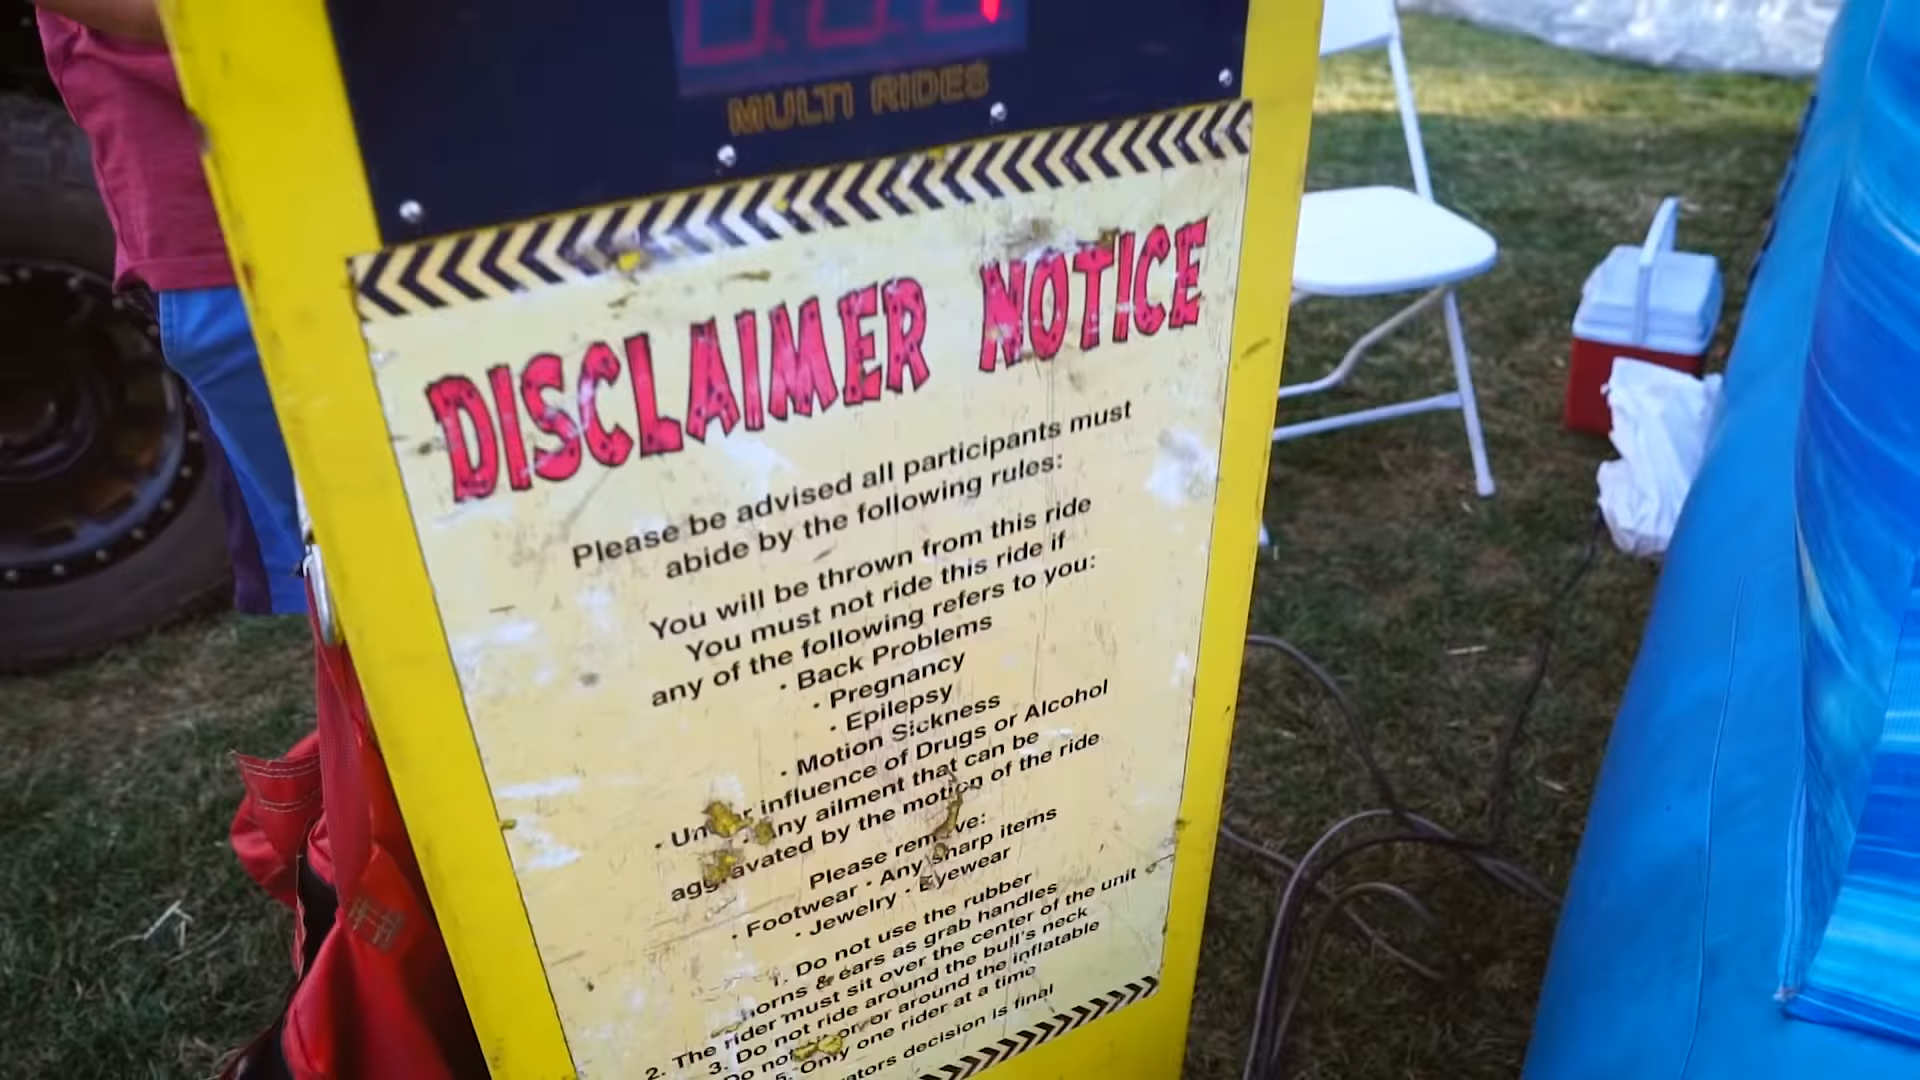 MULTI RIDES
DISCLAIMER NOTICE
Please be advised all participants must
abide by the following rules:
You will be thrown from this ride
You must not ride this ride if
any of the following refers to you:
· Back Problems
· Pregnancy
· Epilepsy
· Motion Sickness
· influence of Drugs or Alcohol
· any ailment that can be
aggravated by the motion of the ride
Please remove:
· Footwear · Any sharp items
· Jewelry · Eyewear
1. Do not use the rubber
horns & ears as grab handles
2. The rider must sit over the center of the unit
3. Do not ride around the bull's neck
Do not or around the inflatable
5. Only one rider at a time
decision is final